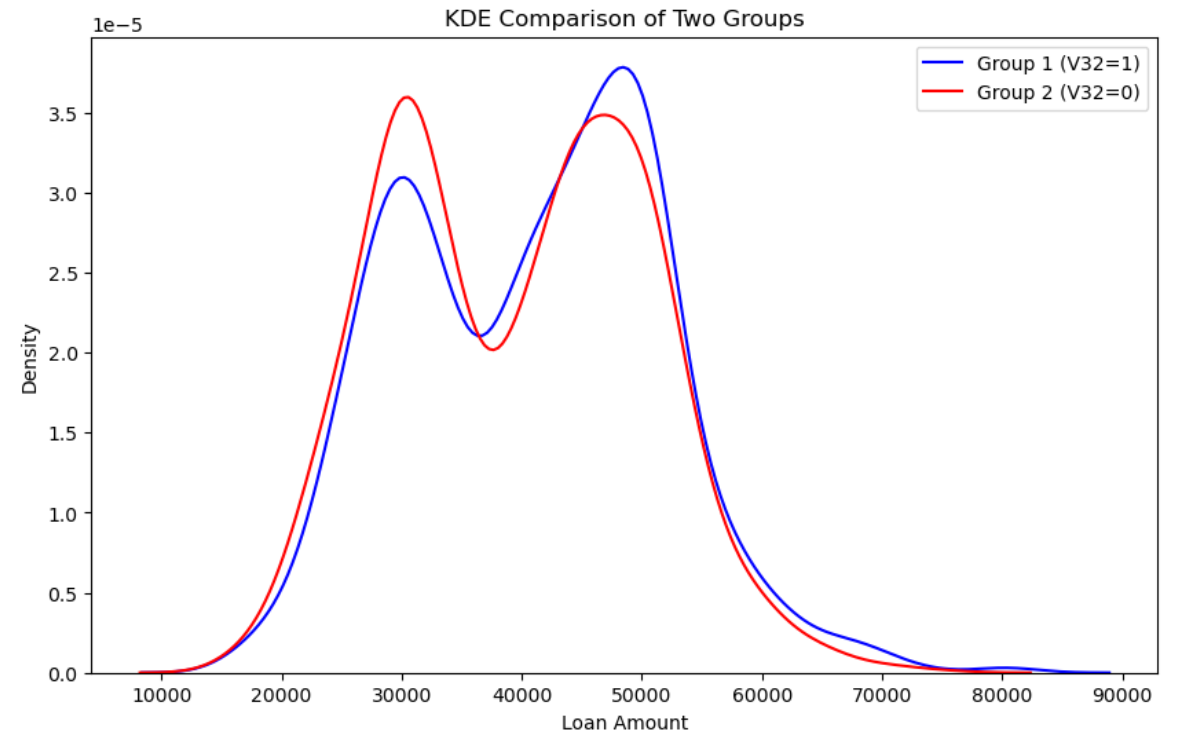 KDE Comparison of Two Groups
1e−5
Group 1 (V32=1)
Group 2 (V32=0)
3.5
3.0
2.5
2.0
1.5
1.0
0.5
0.0
Density
10000 20000 30000 40000 50000 60000 70000 80000 90000
Loan Amount